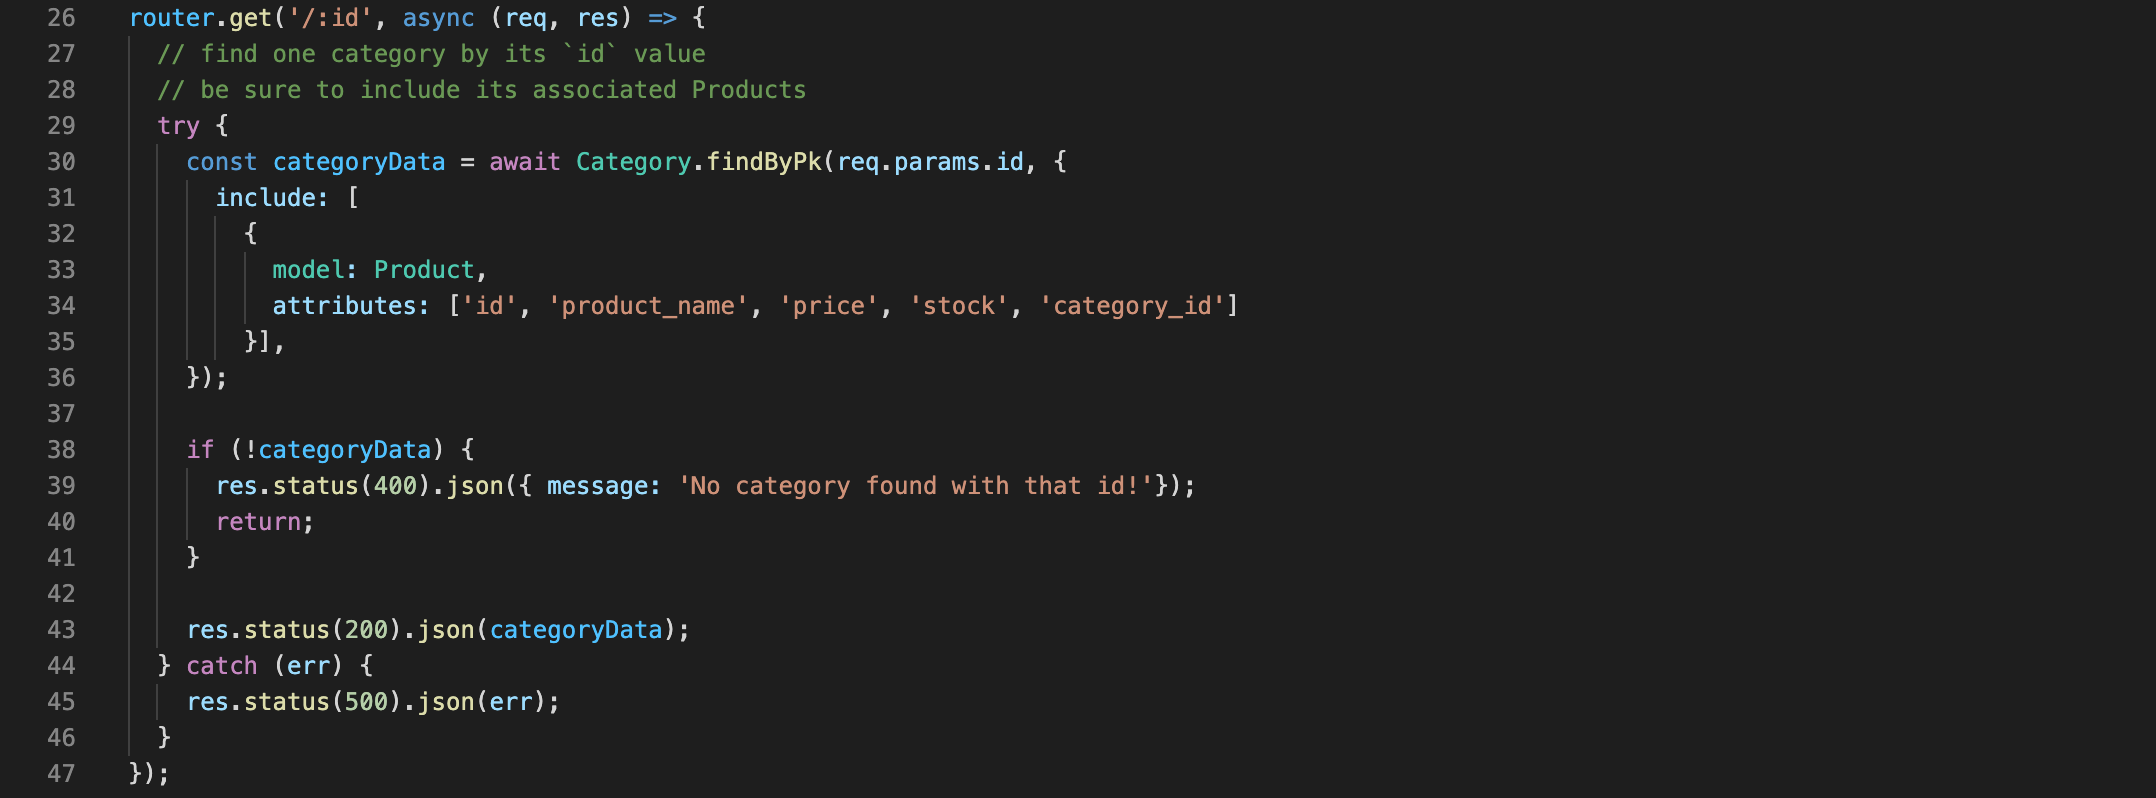 26 router.get('/:id', async (req, res) => {
27 // find one category by its `id` value
28 // be sure to include its associated Products
29 try {
30 const categoryData = await Category.findByPk(req.params.id, {
31 include: [
32 {
33 model: Product,
34 attributes: ['id', 'product_name', 'price', 'stock', 'category_id']
35 }],
36 });
37
38 if (!categoryData) {
39 res.status(400).json({ message: 'No category found with that id!'});
40 return;
41 }
42
43 res.status(200).json(categoryData);
44 } catch (err) {
45 res.status(500).json(err);
46 }
47 });